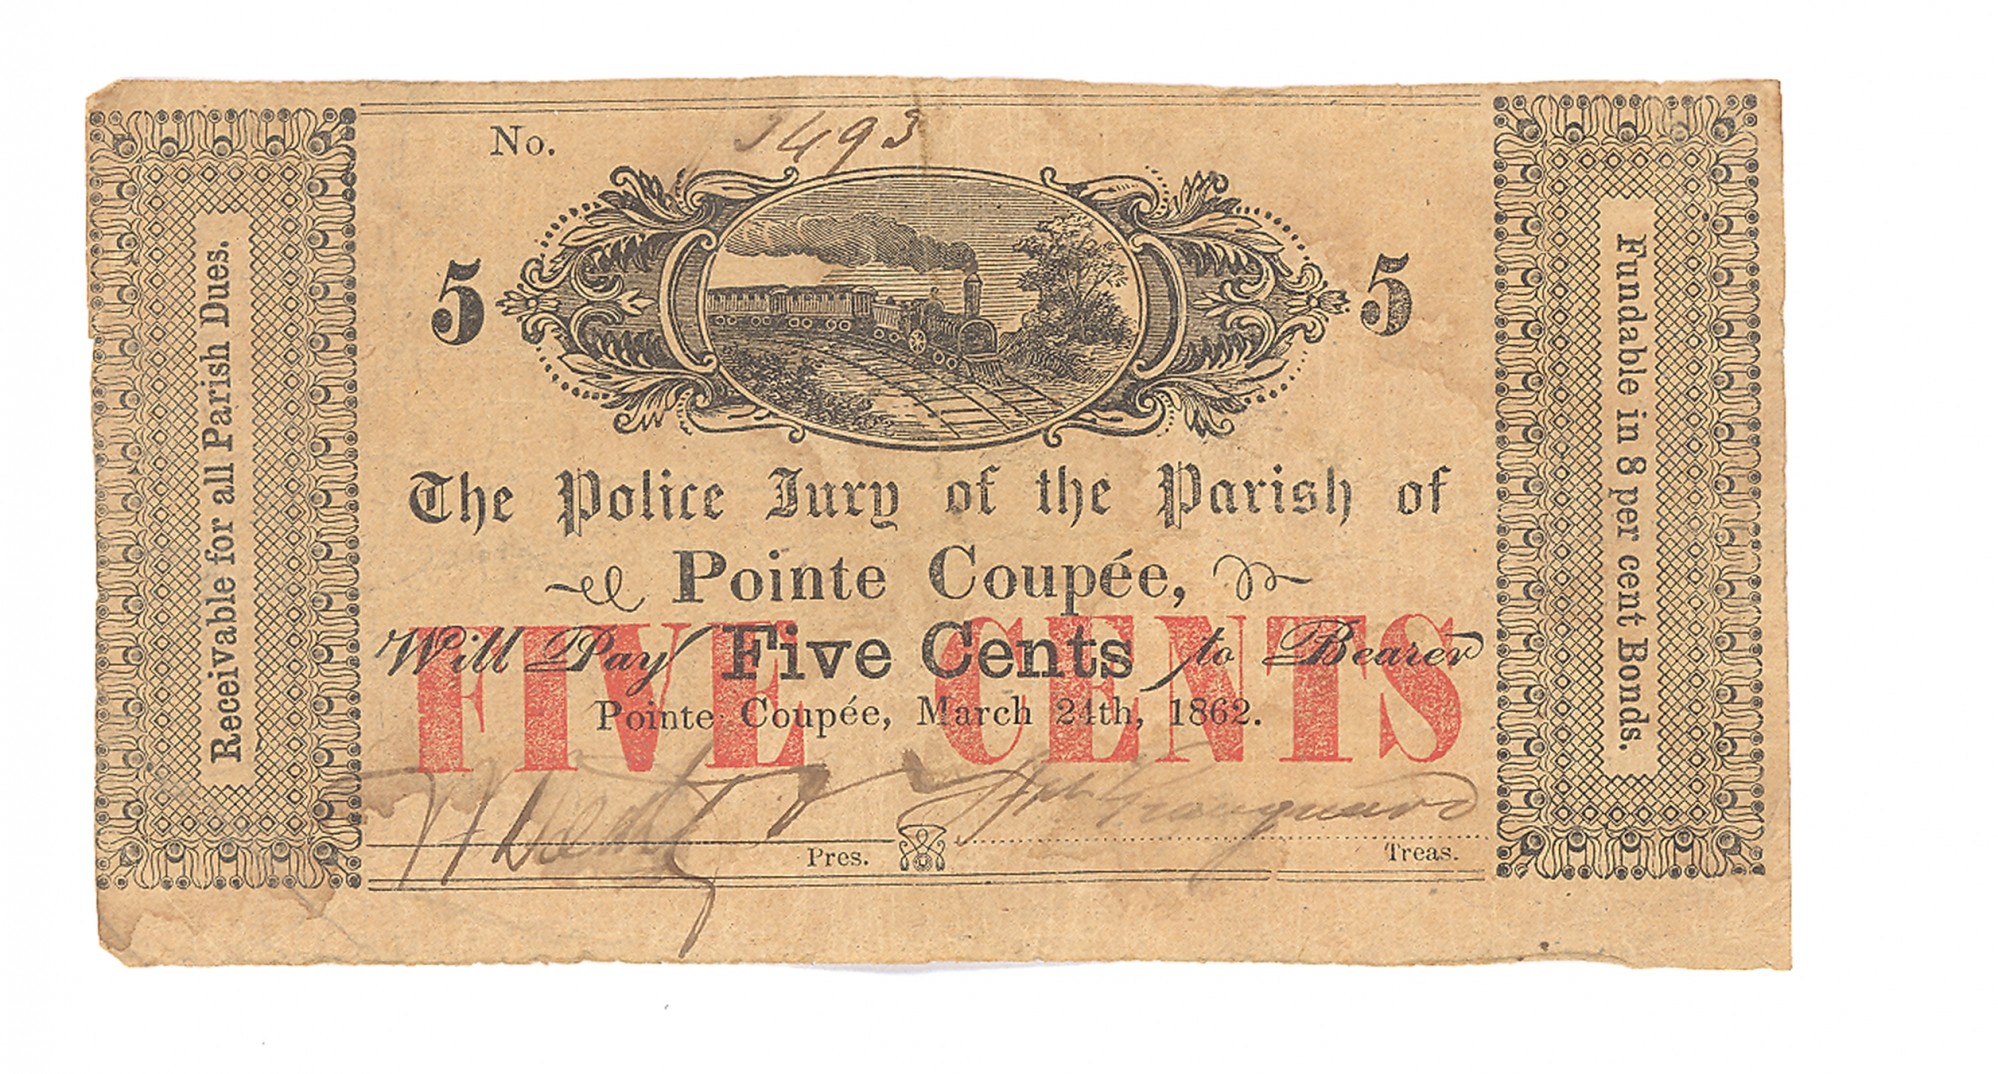 Receivable for all Parish Dues.
No. 3493
5 5
The Police Jury of the Parish of
Pointe Coupée,
Will Pay Five Cents to Bearer
FIVE CENTS
Pointe Coupée, March 24th, 1862.
Pres. Treas.
Fundable in 8 per cent Bonds.